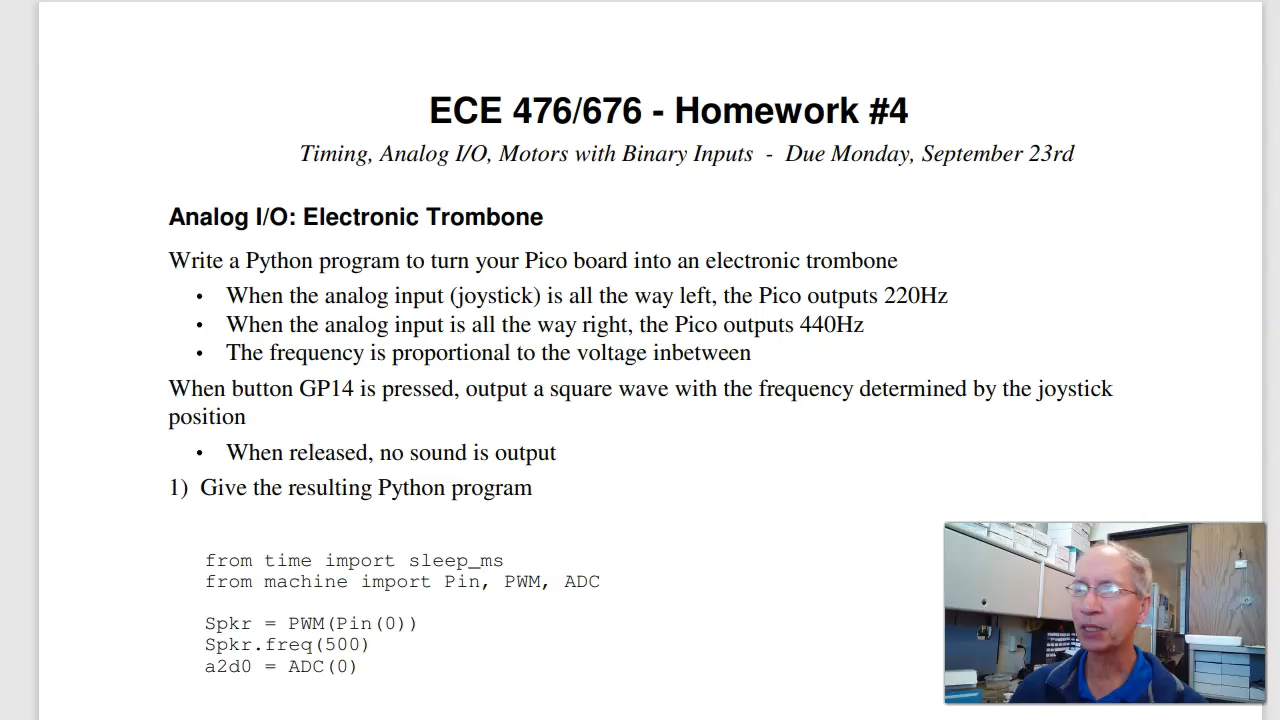 ECE 476/676 - Homework #4
Timing, Analog I/O, Motors with Binary Inputs - Due Monday, September 23rd
Analog I/O: Electronic Trombone
Write a Python program to turn your Pico board into an electronic trombone
• When the analog input (joystick) is all the way left, the Pico outputs 220Hz
• When the analog input is all the way right, the Pico outputs 440Hz
• The frequency is proportional to the voltage inbetween
When button GP14 is pressed, output a square wave with the frequency determined by the joystick
position
• When released, no sound is output
1) Give the resulting Python program
from time import sleep_ms
from machine import Pin, PWM, ADC
Spkr = PWM(Pin(0))
Spkr.freq(500)
a2d0 = ADC(0)